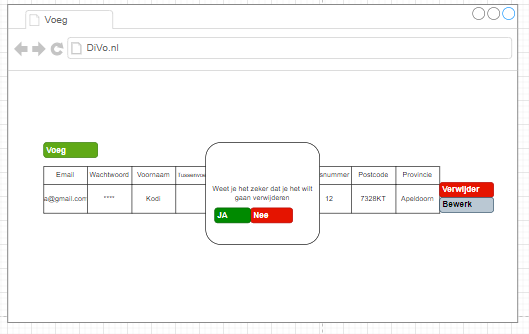 Voeg
DiVo.nl
Voeg
Email Wachtwoord Voornaam Tussenvoe snummer Postcode Provincie
a@gmail.com **** Kodi 12 7328KT Apeldoorn
Weet je het zeker dat je het wilt
gaan verwijderen
JA Nee
Verwijder
Bewerk